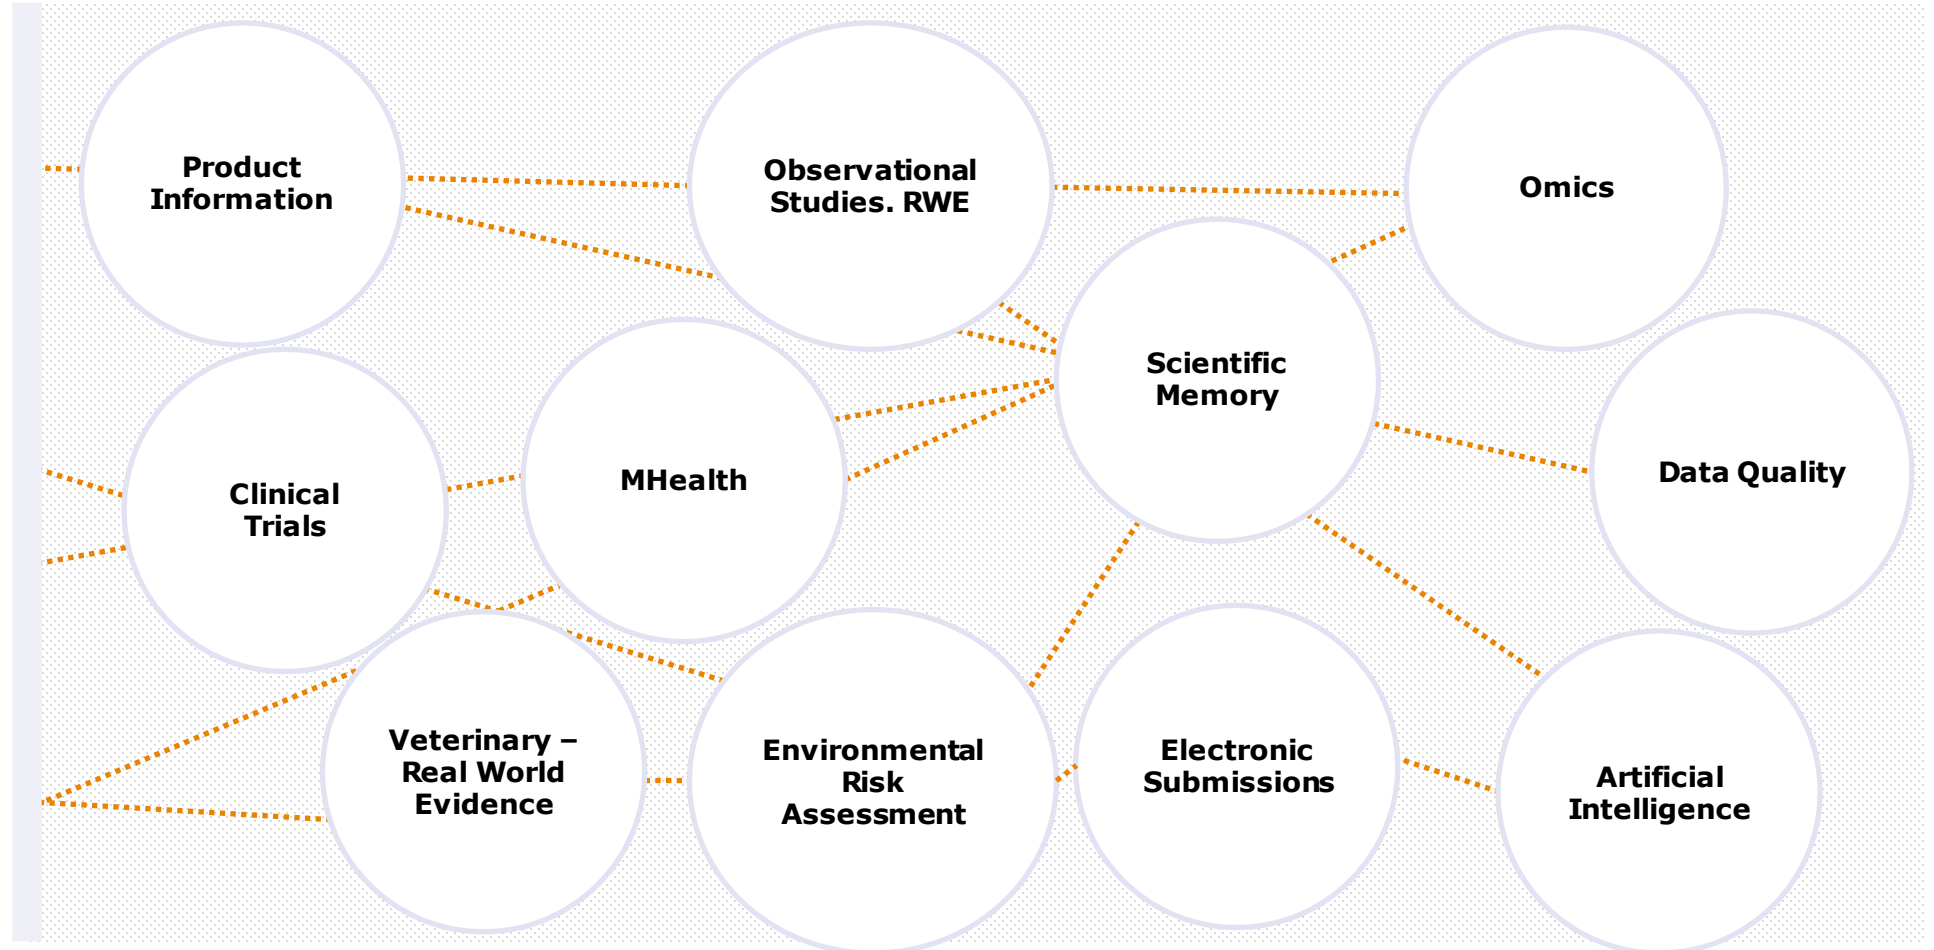 Product
Information
Observational
Studies. RWE
Omics
Scientific
Memory
Clinical
Trials
MHealth
Data Quality
Veterinary –
Real World
Evidence
Environmental
Risk
Assessment
Electronic
Submissions
Artificial
Intelligence